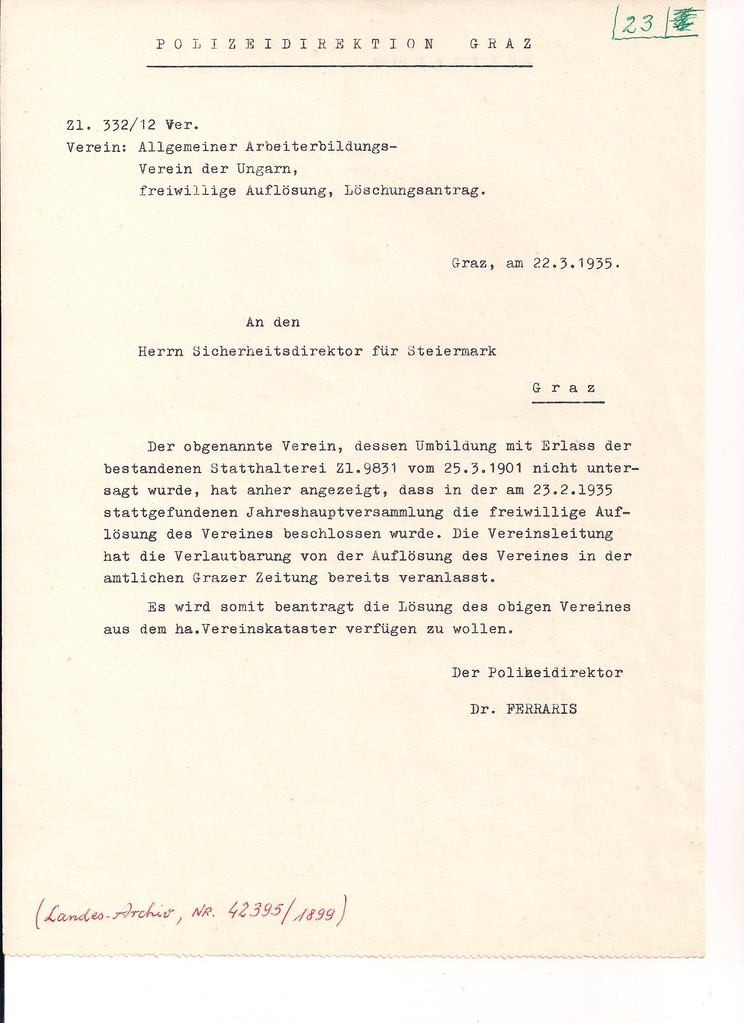 23
POLIZEIDIREKTION GRAZ
Zl. 332/12 Ver.
Verein: Allgemeiner Arbeiterbildungs-
Verein der Ungarn,
freiwillige Auflösung, Löschungsantrag.
Graz, am 22.3.1935.
An den
Herrn Sicherheitsdirektor für Steiermark
Graz
Der obgenannte Verein, dessen Umbildung mit Erlass der
bestandenen Statthalterei Zl.9831 vom 25.3.1901 nicht unter-
sagt wurde, hat anher angezeigt, dass in der am 23.2.1935
stattgefundenen Jahreshauptversammlung die freiwillige Auf-
lösung des Vereines beschlossen wurde. Die Vereinsleitung
hat die Verlautbarung von der Auflösung des Vereines in der
amtlichen Grazer Zeitung bereits veranlasst.
Es wird somit beantragt die Lösung des obigen Vereines
aus dem ha.Vereinskataster verfügen zu wollen.
Der Polizeidirektor
Dr. FERRARIS
(Landes-Archiv, NR. 42395/1899)